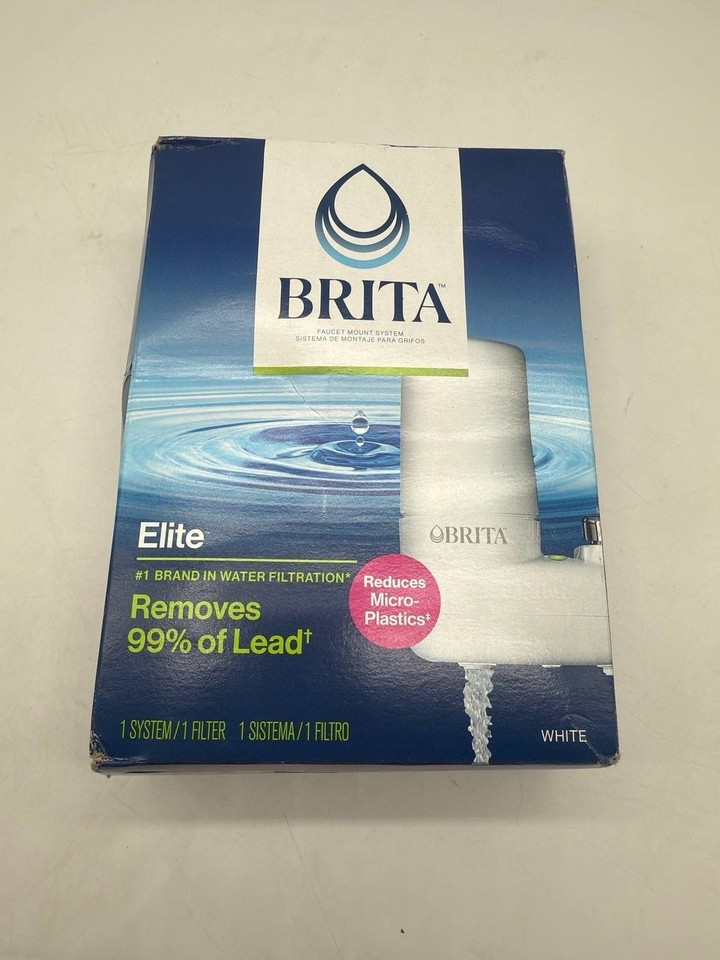 BRITA™
FAUCET MOUNT SYSTEM
SISTEMA DE MONTAJE PARA GRIFOS
BRITA
Elite
#1 BRAND IN WATER FILTRATION*
Removes
99% of Lead†
Reduces
Micro-
Plastics‡
1 SYSTEM / 1 FILTER 1 SISTEMA / 1 FILTRO
WHITE